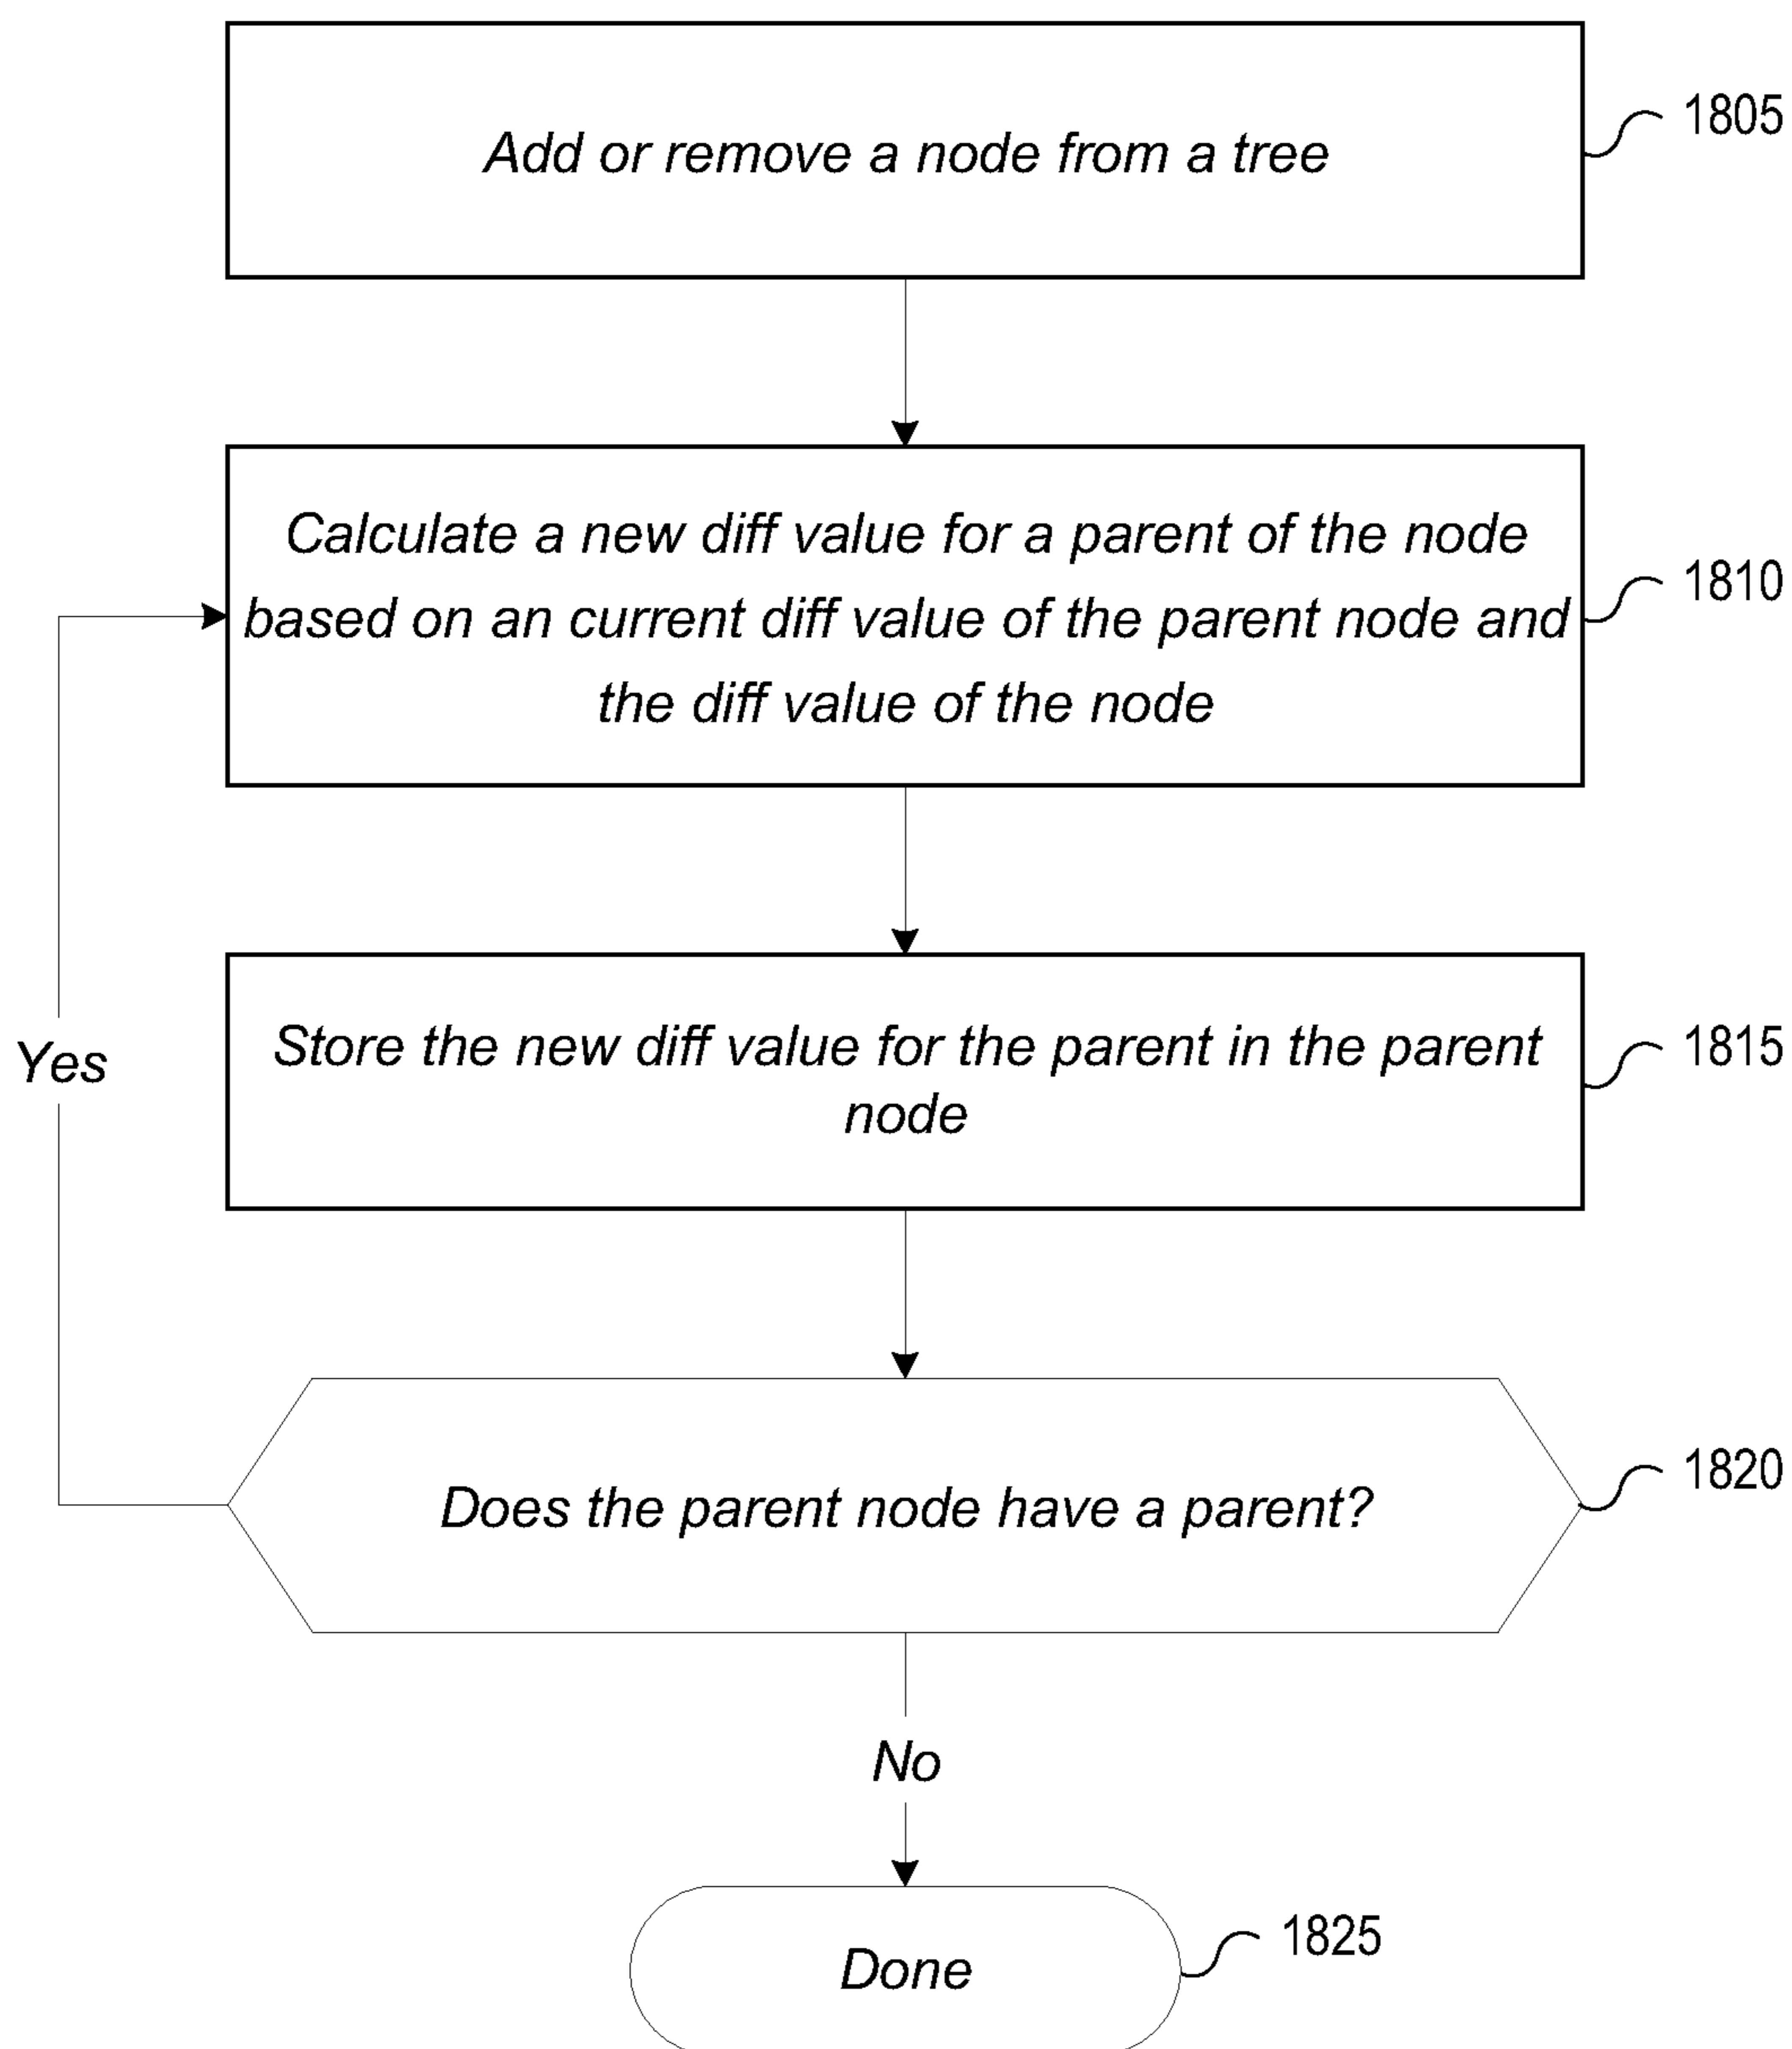 Add or remove a node from a tree
1805
Calculate a new diff value for a parent of the node
based on an current diff value of the parent node and
the diff value of the node
1810
Store the new diff value for the parent in the parent
node
1815
Yes
Does the parent node have a parent?
1820
No
Done
1825